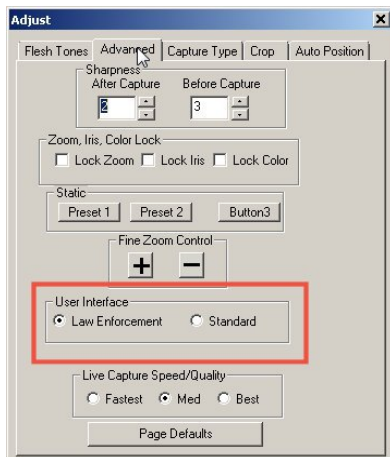 Adjust
Flesh Tones Advanced Capture Type Crop Auto Position
Sharpness
After Capture Before Capture
2 3
Zoom, Iris, Color Lock
Lock Zoom Lock Iris Lock Color
Static
Preset 1 Preset 2 Button3
Fine Zoom Control
User Interface
Law Enforcement Standard
Live Capture Speed/Quality
Fastest Med Best
Page Defaults